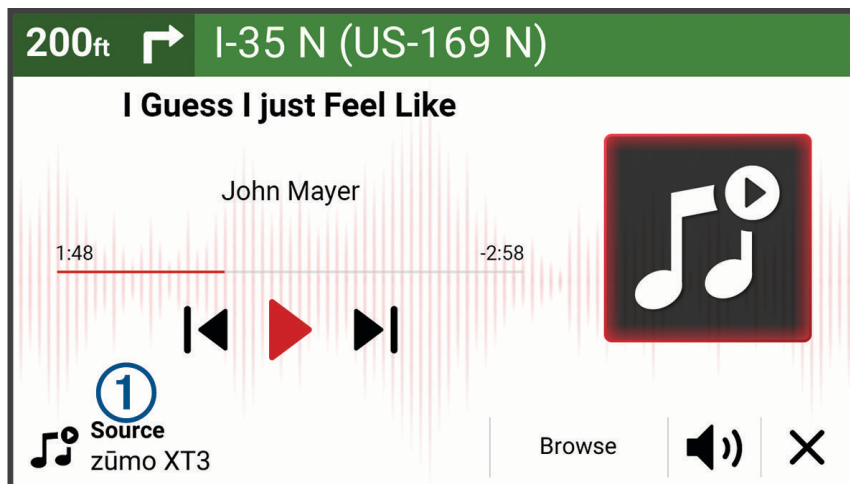 200ft I-35 N (US-169 N)
I Guess I just Feel Like
John Mayer
1:48 -2:58
1
Source
zūmo XT3
Browse